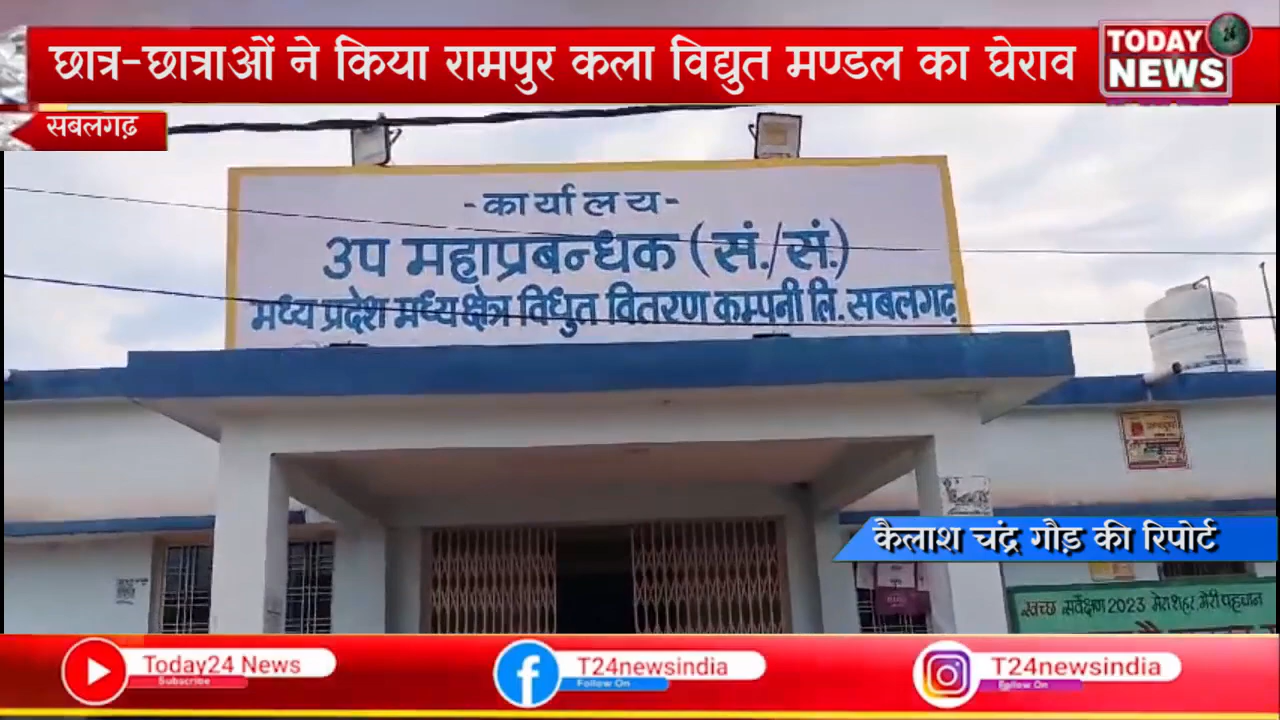 छात्र-छात्राओं ने किया रामपुर कला विद्युत मण्डल का घेराव
TODAY 24
NEWS
सबलगढ़
-कार्यालय-
उप महाप्रबन्धक (सं./सं.)
मध्य प्रदेश मध्य क्षेत्र विधुत वितरण कम्पनी लि. सबलगढ़
कैलाश चंद्र गौड़ की रिपोर्ट
स्वच्छ सर्वेक्षण 2023 मेरा शहर, मेरी पहचान
Today24 News
Subscribe
T24newsindia
Follow On
T24newsindia
Follow On